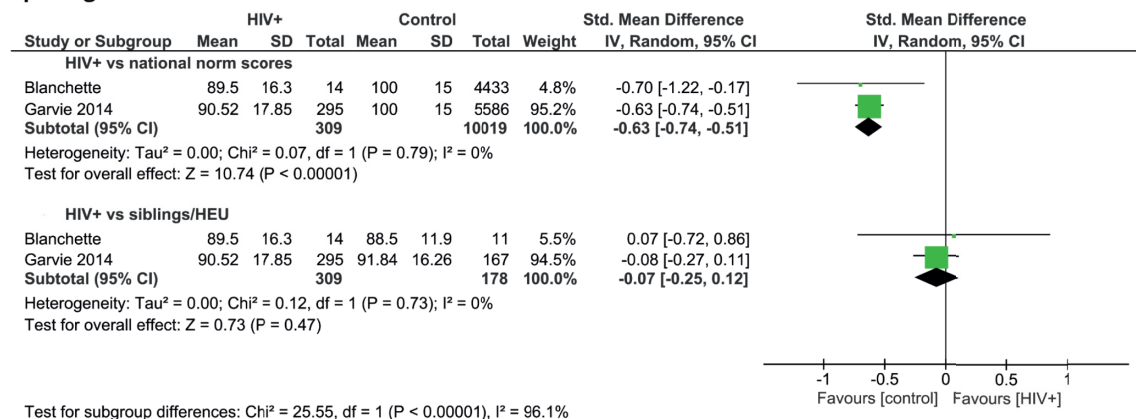 HIV+ Control Std. Mean Difference Std. Mean Difference
Study or Subgroup Mean SD Total Mean SD Total Weight IV, Random, 95% CI IV, Random, 95% CI
HIV+ vs national norm scores
Blanchette 89.5 16.3 14 100 15 4433 4.8% -0.70 [-1.22, -0.17]
Garvie 2014 90.52 17.85 295 100 15 5586 95.2% -0.63 [-0.74, -0.51]
Subtotal (95% CI) 309 10019 100.0% -0.63 [-0.74, -0.51]
Heterogeneity: Tau² = 0.00; Chi² = 0.07, df = 1 (P = 0.79); I² = 0%
Test for overall effect: Z = 10.74 (P < 0.00001)
HIV+ vs siblings/HEU
Blanchette 89.5 16.3 14 88.5 11.9 11 5.5% 0.07 [-0.72, 0.86]
Garvie 2014 90.52 17.85 295 91.84 16.26 167 94.5% -0.08 [-0.27, 0.11]
Subtotal (95% CI) 309 178 100.0% -0.07 [-0.25, 0.12]
Heterogeneity: Tau² = 0.00; Chi² = 0.12, df = 1 (P = 0.73); I² = 0%
Test for overall effect: Z = 0.73 (P = 0.47)
-1 -0.5 0 0.5 1
Favours [control] Favours [HIV+]
Test for subgroup differences: Chi² = 25.55, df = 1 (P < 0.00001), I² = 96.1%